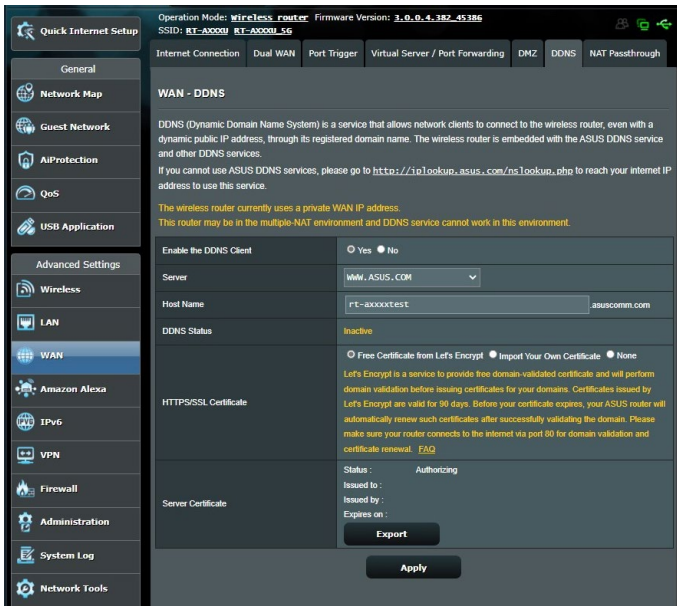 Quick Internet Setup
Operation Mode: Wireless router Firmware Version: 3.0.0.4.382_45386
SSID: RT-AXXXU RT-AXXXU_5G
General
Network Map
Guest Network
AiProtection
QoS
USB Application
Advanced Settings
Wireless
LAN
WAN
Amazon Alexa
IPv6
VPN
Firewall
Administration
System Log
Network Tools
Internet Connection Dual WAN Port Trigger Virtual Server / Port Forwarding DMZ DDNS NAT Passthrough
WAN - DDNS
DDNS (Dynamic Domain Name System) is a service that allows network clients to connect to the wireless router, even with a
dynamic public IP address, through its registered domain name. The wireless router is embedded with the ASUS DDNS service
and other DDNS services.
If you cannot use ASUS DDNS services, please go to http://iplookup.asus.com/nslookup.php to reach your internet IP
address to use this service.
The wireless router currently uses a private WAN IP address.
This router may be in the multiple-NAT environment and DDNS service cannot work in this environment.
Enable the DDNS Client Yes No
Server WWW.ASUS.COM
Host Name rt-axxxxtest .asuscomm.com
DDNS Status Inactive
HTTPS/SSL Certificate
Free Certificate from Let's Encrypt Import Your Own Certificate None
Let's Encrypt is a service to provide free domain-validated certificate and will perform
domain validation before issuing certificates for your domains. Certificates issued by
Let's Encrypt are valid for 90 days. Before your certificate expires, your ASUS router will
automatically renew such certificates after successfully validating the domain. Please
make sure your router connects to the internet via port 80 for domain validation and
certificate renewal. FAQ
Server Certificate
Status : Authorizing
Issued to :
Issued by :
Expires on :
Export
Apply